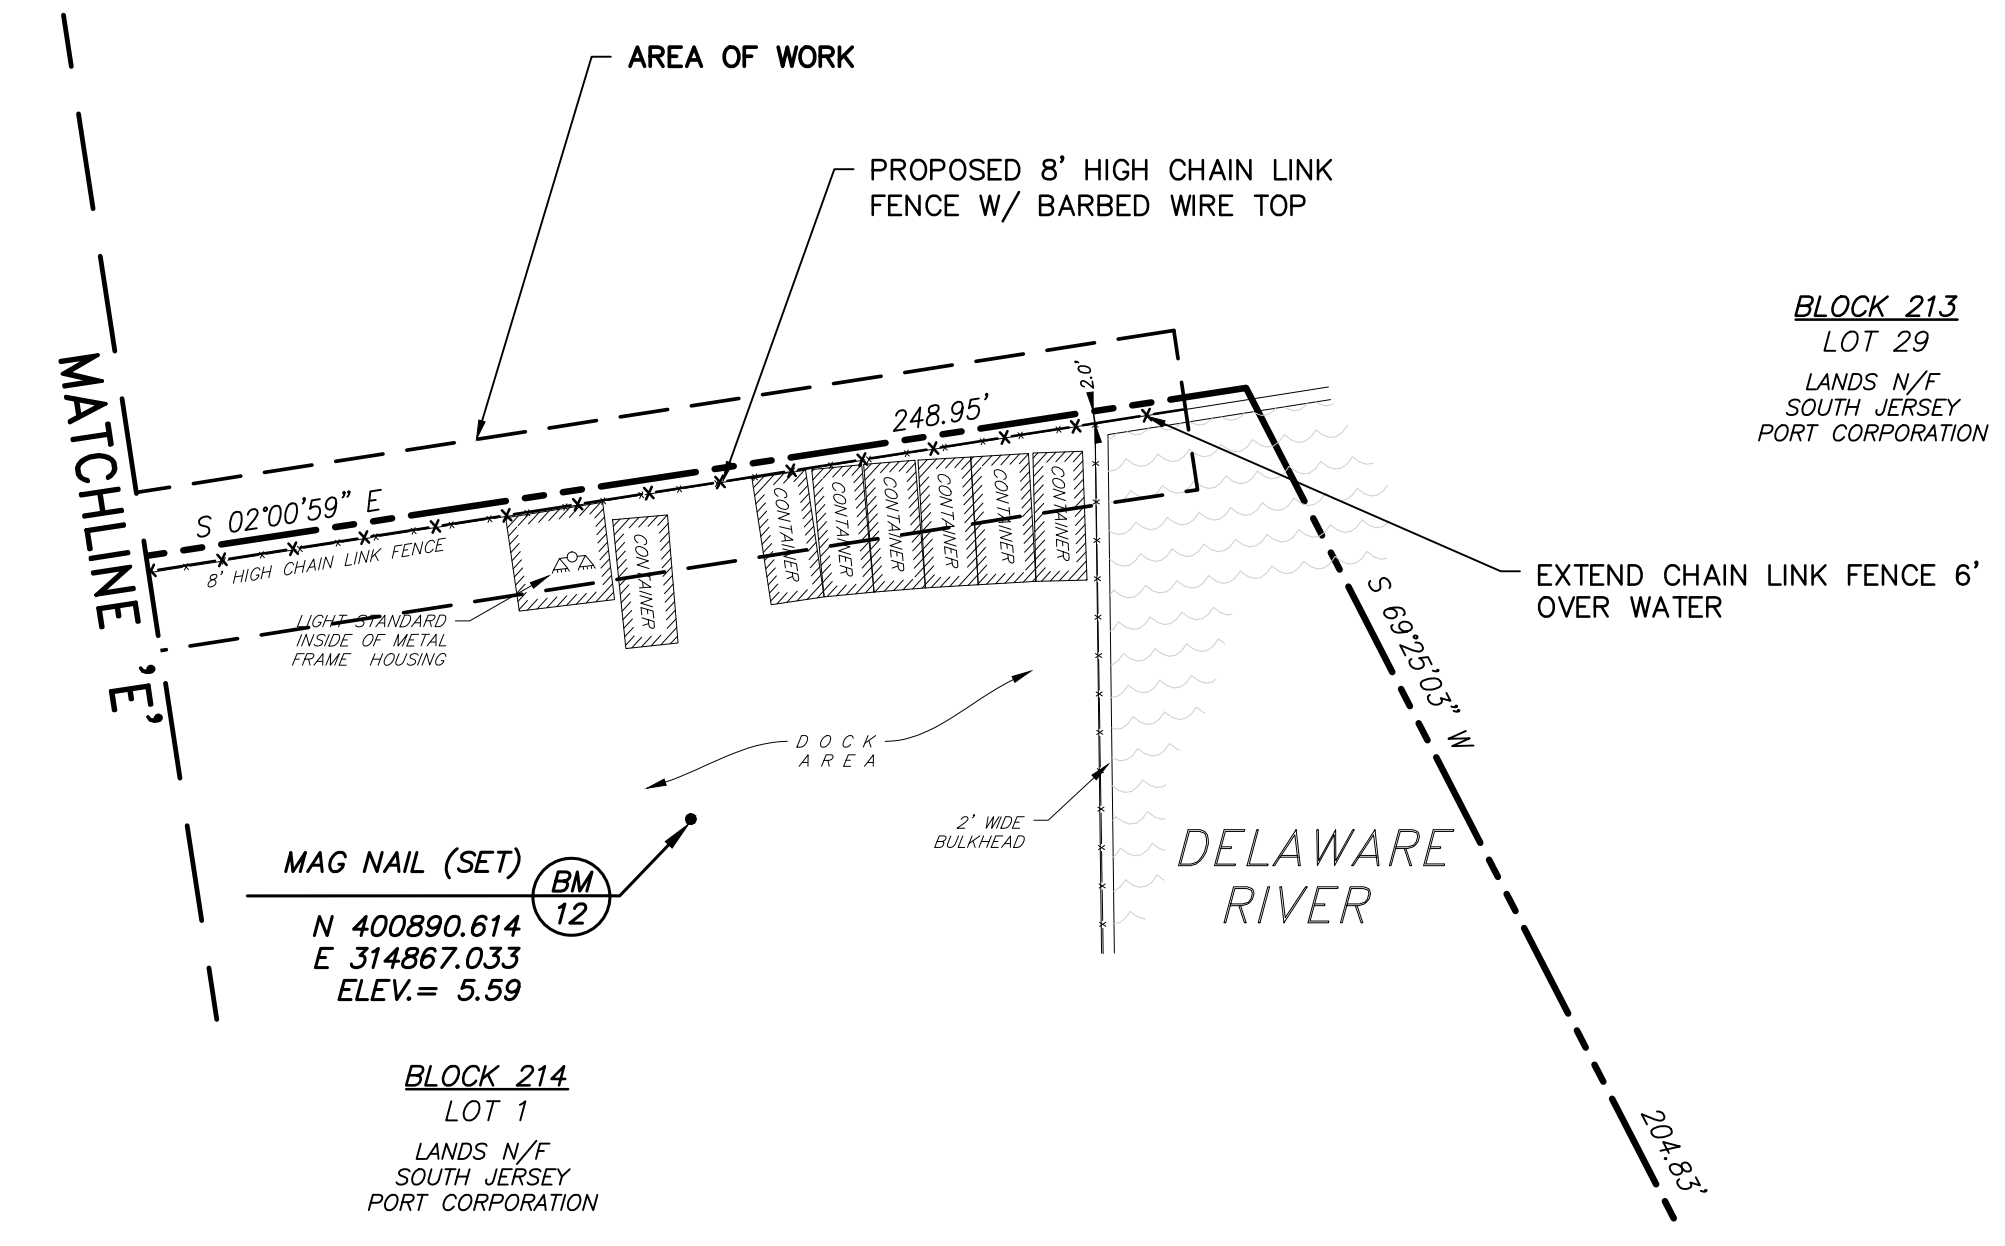 AREA OF WORK
PROPOSED 8' HIGH CHAIN LINK
FENCE W/ BARBED WIRE TOP
BLOCK 213
LOT 29
LANDS N/F
SOUTH JERSEY
PORT CORPORATION
MATCHLINE 'E'
2.0'
248.95'
S 02°00'59" E
8' HIGH CHAIN LINK FENCE
CONTAINER
CONTAINER
CONTAINER
CONTAINER
CONTAINER
CONTAINER
CONTAINER
EXTEND CHAIN LINK FENCE 6'
OVER WATER
LIGHT STANDARD
INSIDE OF METAL
FRAME HOUSING
S 69°25'03" W
DOCK
AREA
2' WIDE
BULKHEAD
DELAWARE
RIVER
MAG NAIL (SET)
BM
12
N 400890.614
E 314867.033
ELEV.= 5.59
BLOCK 214
LOT 1
LANDS N/F
SOUTH JERSEY
PORT CORPORATION
204.83'